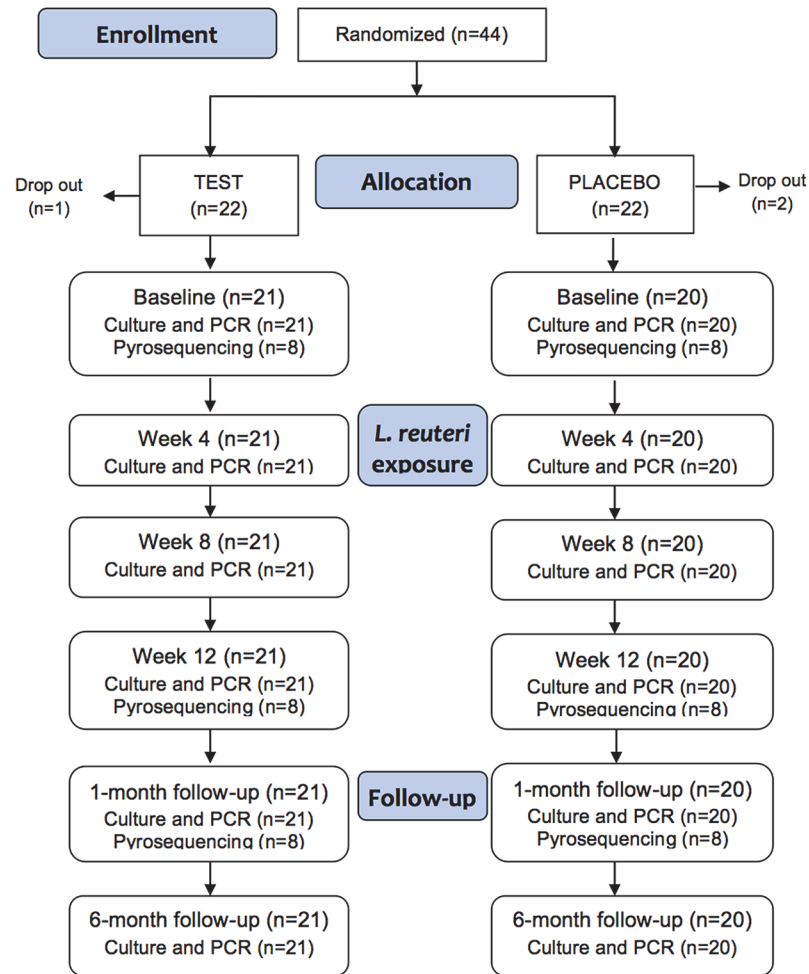 Enrollment
Randomized (n=44)
Drop out
(n=1)
TEST
(n=22)
Allocation
PLACEBO
(n=22)
Drop out
(n=2)
Baseline (n=21)
Culture and PCR (n=21)
Pyrosequencing (n=8)
Baseline (n=20)
Culture and PCR (n=20)
Pyrosequencing (n=8)
Week 4 (n=21)
Culture and PCR (n=21)
L. reuteri
exposure
Week 4 (n=20)
Culture and PCR (n=20)
Week 8 (n=21)
Culture and PCR (n=21)
Week 8 (n=20)
Culture and PCR (n=20)
Week 12 (n=21)
Culture and PCR (n=21)
Pyrosequencing (n=8)
Week 12 (n=20)
Culture and PCR (n=20)
Pyrosequencing (n=8)
1-month follow-up (n=21)
Culture and PCR (n=21)
Pyrosequencing (n=8)
Follow-up
1-month follow-up (n=20)
Culture and PCR (n=20)
Pyrosequencing (n=8)
6-month follow-up (n=21)
Culture and PCR (n=21)
6-month follow-up (n=20)
Culture and PCR (n=20)